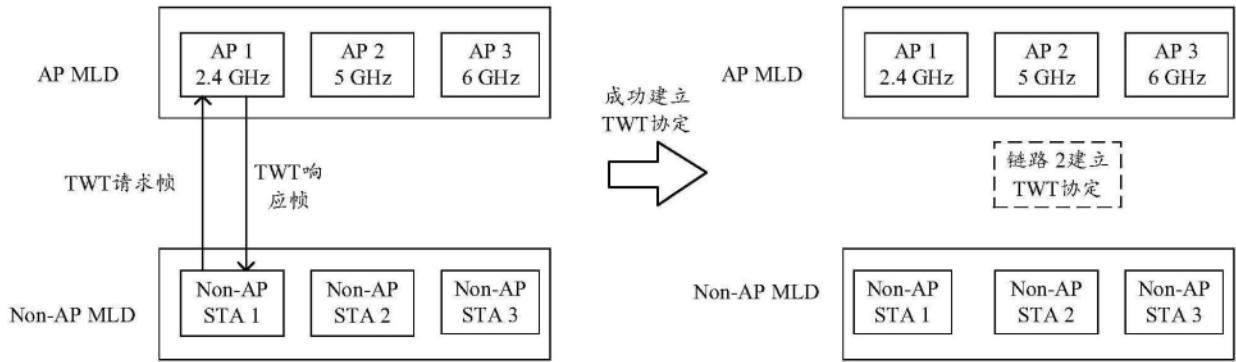 AP MLD
AP 1
2.4 GHz
AP 2
5 GHz
AP 3
6 GHz
TWT请求帧
TWT响
应帧
Non-AP MLD
Non-AP
STA 1
Non-AP
STA 2
Non-AP
STA 3
成功建立
TWT协定
AP MLD
AP 1
2.4 GHz
AP 2
5 GHz
AP 3
6 GHz
链路 2建立
TWT协定
Non-AP MLD
Non-AP
STA 1
Non-AP
STA 2
Non-AP
STA 3